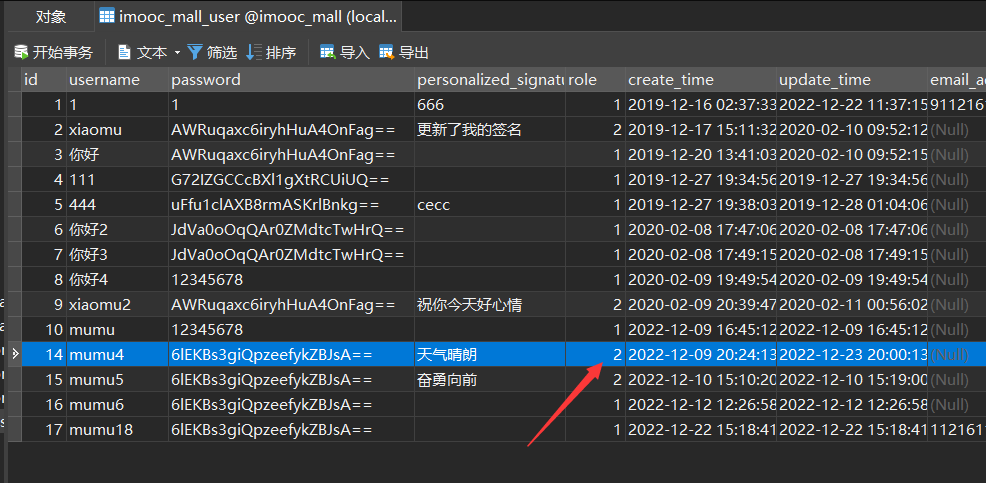 对象 imooc_mall_user @imooc_mall (local...
开始事务 文本 筛选 排序 导入 导出
id username password personalized_signatu role create_time update_time email_a
1 1 1 666 1 2019-12-16 02:37:33 2022-12-22 11:37:15 9112161
2 xiaomu AWRuqaxc6iryhHuA4OnFag== 更新了我的签名 2 2019-12-17 15:11:32 2020-02-10 09:52:12 (Null)
3 你好 AWRuqaxc6iryhHuA4OnFag== 1 2019-12-20 13:41:03 2020-02-10 09:52:15 (Null)
4 111 G72IZGCCcBXl1gXtRCUiUQ== 1 2019-12-27 19:34:56 2019-12-27 19:34:56 (Null)
5 444 uFfu1clAXB8rmASKrlBnkg== cecc 1 2019-12-27 19:38:03 2019-12-28 01:04:06 (Null)
6 你好2 JdVa0oOqQAr0ZMdtcTwHrQ== 1 2020-02-08 17:47:06 2020-02-08 17:47:06 (Null)
7 你好3 JdVa0oOqQAr0ZMdtcTwHrQ== 1 2020-02-08 17:49:15 2020-02-08 17:49:15 (Null)
8 你好4 12345678 1 2020-02-09 19:49:54 2020-02-09 19:49:54 (Null)
9 xiaomu2 AWRuqaxc6iryhHuA4OnFag== 祝你今天好心情 2 2020-02-09 20:39:47 2020-02-11 00:56:02 (Null)
10 mumu 12345678 1 2022-12-09 16:45:12 2022-12-09 16:45:12 (Null)
14 mumu4 6lEKBs3giQpzeefykZBJsA== 天气晴朗 2 2022-12-09 20:24:13 2022-12-23 20:00:13 (Null)
15 mumu5 6lEKBs3giQpzeefykZBJsA== 奋勇向前 2 2022-12-10 15:10:20 2022-12-10 15:19:00 (Null)
16 mumu6 6lEKBs3giQpzeefykZBJsA== 1 2022-12-12 12:26:58 2022-12-12 12:26:58 (Null)
17 mumu18 6lEKBs3giQpzeefykZBJsA== 1 2022-12-22 15:18:41 2022-12-22 15:18:41 1121611